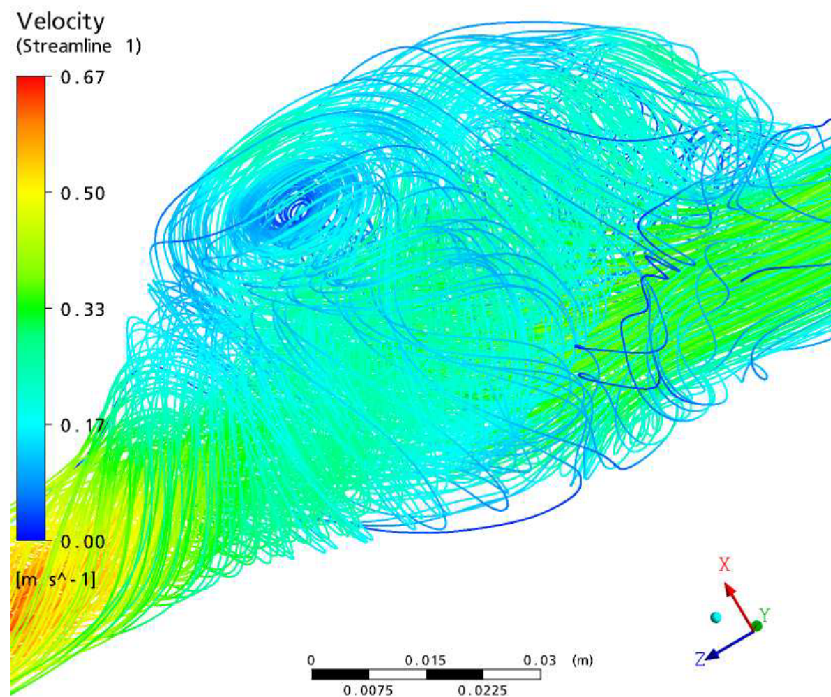 Velocity
(Streamline 1)
0.67
0.50
0.33
0.17
0.00
[m s^-1]
X
Y
Z
0 0.015 0.03 (m)
0.0075 0.0225